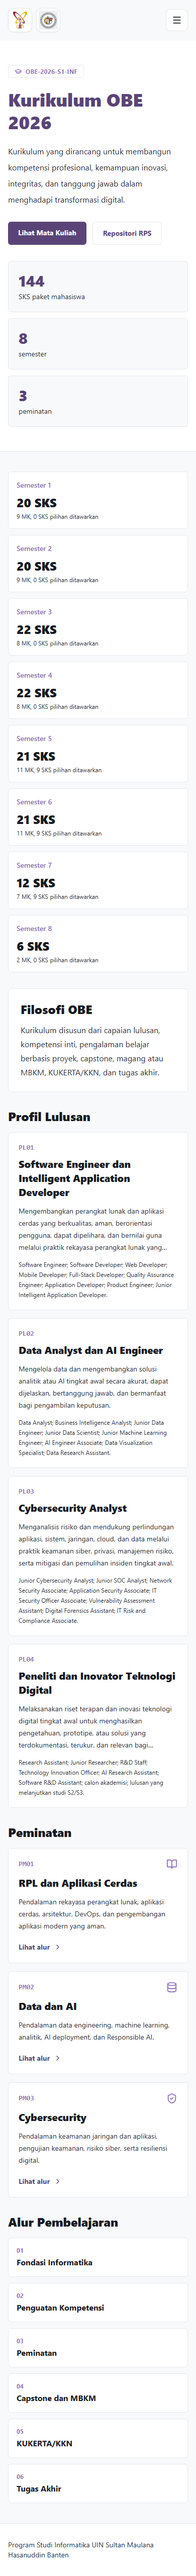 OBE-2026-S1-INF
Kurikulum OBE
2026
Kurikulum yang dirancang untuk membangun
kompetensi profesional, kemampuan inovasi,
integritas, dan tanggung jawab dalam
menghadapi transformasi digital.
Lihat Mata Kuliah
Repositori RPS
144
SKS paket mahasiswa
8
semester
3
peminatan
Semester 1
20 SKS
9 MK, 0 SKS pilihan ditawarkan
Semester 2
20 SKS
9 MK, 0 SKS pilihan ditawarkan
Semester 3
22 SKS
8 MK, 0 SKS pilihan ditawarkan
Semester 4
22 SKS
8 MK, 0 SKS pilihan ditawarkan
Semester 5
21 SKS
11 MK, 9 SKS pilihan ditawarkan
Semester 6
21 SKS
11 MK, 9 SKS pilihan ditawarkan
Semester 7
12 SKS
7 MK, 9 SKS pilihan ditawarkan
Semester 8
6 SKS
2 MK, 0 SKS pilihan ditawarkan
Filosofi OBE
Kurikulum disusun dari capaian lulusan,
kompetensi inti, pengalaman belajar
berbasis proyek, capstone, magang atau
MBKM, KUKERTA/KKN, dan tugas akhir.
Profil Lulusan
PL01
Software Engineer dan
Intelligent Application
Developer
Mengembangkan perangkat lunak dan aplikasi
cerdas yang berkualitas, aman, berorientasi
pengguna, dapat dipelihara, dan bernilai guna
melalui praktik rekayasa perangkat lunak yang...
Software Engineer; Software Developer; Web Developer;
Mobile Developer; Full-Stack Developer; Quality Assurance
Engineer; Application Developer; Product Engineer; Junior
Intelligent Application Developer.
PL02
Data Analyst dan AI Engineer
Mengelola data dan mengembangkan solusi
analitik atau AI tingkat awal secara akurat, dapat
dijelaskan, bertanggung jawab, dan bermanfaat
bagi pengambilan keputusan.
Data Analyst; Business Intelligence Analyst; Junior Data
Engineer; Junior Data Scientist; Junior Machine Learning
Engineer; AI Engineer Associate; Data Visualization
Specialist; Data Research Assistant.
PL03
Cybersecurity Analyst
Menganalisis risiko dan mendukung perlindungan
aplikasi, sistem, jaringan, cloud, dan data melalui
praktik keamanan siber, privasi, manajemen risiko,
serta mitigasi dan pemulihan insiden tingkat awal.
Junior Cybersecurity Analyst; Junior SOC Analyst; Network
Security Associate; Application Security Associate; IT
Security Officer Associate; Vulnerability Assessment
Assistant; Digital Forensics Assistant; IT Risk and
Compliance Associate.
PL04
Peneliti dan Inovator Teknologi
Digital
Melaksanakan riset terapan dan inovasi teknologi
digital tingkat awal untuk menghasilkan
pengetahuan, prototipe, atau solusi yang
terdokumentasi, terukur, dan relevan bagi...
Research Assistant; Junior Researcher; R&D Staff;
Technology Innovation Officer; AI Research Assistant;
Software R&D Assistant; calon akademisi; lulusan yang
melanjutkan studi S2/S3.
Peminatan
PM01
RPL dan Aplikasi Cerdas
Pendalaman rekayasa perangkat lunak, aplikasi
cerdas, arsitektur, DevOps, dan pengembangan
aplikasi modern yang aman.
Lihat alur
PM02
Data dan AI
Pendalaman data engineering, machine learning,
analitik, AI deployment, dan Responsible AI.
Lihat alur
PM03
Cybersecurity
Pendalaman keamanan jaringan dan aplikasi,
pengujian keamanan, risiko siber, serta resiliensi
digital.
Lihat alur
Alur Pembelajaran
01
Fondasi Informatika
02
Penguatan Kompetensi
03
Peminatan
04
Capstone dan MBKM
05
KUKERTA/KKN
06
Tugas Akhir
Program Studi Informatika UIN Sultan Maulana
Hasanuddin Banten